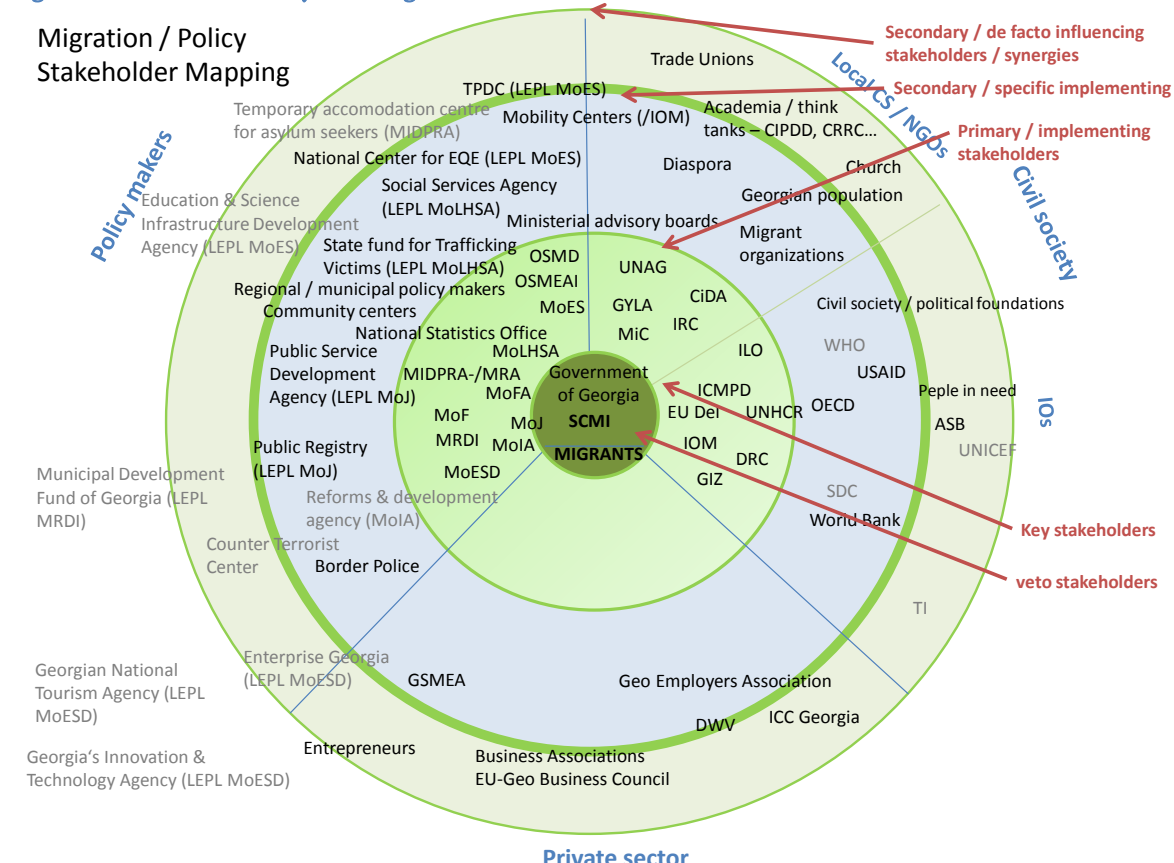 Migration / Policy
Stakeholder Mapping
Secondary / de facto influencing
stakeholders / synergies
Secondary / specific implementing
Primary / implementing
stakeholders
Key stakeholders
veto stakeholders
Policy makers
Local CS / NGOs
Civil society
IOs
Private sector
Trade Unions
TPDC (LEPL MoES)
Temporary accomodation centre
for asylum seekers (MIDPRA)
Mobility Centers (/IOM)
Academia / think
tanks – CIPDD, CRRC…
National Center for EQE (LEPL MoES)
Diaspora
Church
Social Services Agency
(LEPL MoLHSA)
Georgian population
Education & Science
Infrastructure Development
Agency (LEPL MoES)
Ministerial advisory boards
Migrant
organizations
State fund for Trafficking
Victims (LEPL MoLHSA)
OSMD
UNAG
OSMEAI
Regional / municipal policy makers
CiDA
Community centers
MoES
GYLA
Civil society / political foundations
IRC
National Statistics Office
MiC
WHO
MoLHSA
ILO
Public Service
Development
Agency (LEPL MoJ)
MIDPRA-/MRA
Government
of Georgia
SCMI
MIGRANTS
USAID
MoFA
ICMPD
Peple in need
MoF
EU Del
UNHCR
OECD
MoJ
ASB
MRDI
MoIA
IOM
UNICEF
Public Registry
(LEPL MoJ)
DRC
MoESD
GIZ
Municipal Development
Fund of Georgia (LEPL
MRDI)
Reforms & development
agency (MoIA)
SDC
World Bank
Counter Terrorist
Center
Border Police
TI
Georgian National
Tourism Agency (LEPL
MoESD)
Enterprise Georgia
(LEPL MoESD)
GSMEA
Geo Employers Association
DWV
ICC Georgia
Georgia‘s Innovation &
Technology Agency (LEPL MoESD)
Entrepreneurs
Business Associations
EU-Geo Business Council